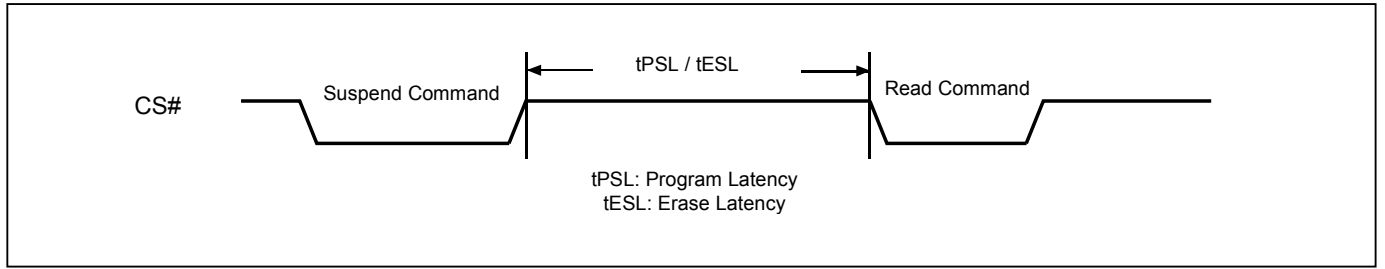 tPSL / tESL
Suspend Command
Read Command
CS#
tPSL: Program Latency
tESL: Erase Latency